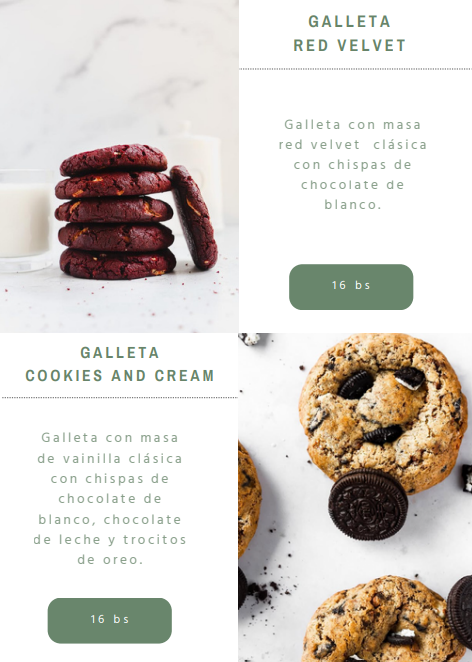 GALLETA
RED VELVET
Galleta con masa
red velvet clásica
con chispas de
chocolate de
blanco.
16 bs
GALLETA
COOKIES AND CREAM
Galleta con masa
de vainilla clásica
con chispas de
chocolate de
blanco, chocolate
de leche y trocitos
de oreo.
16 bs